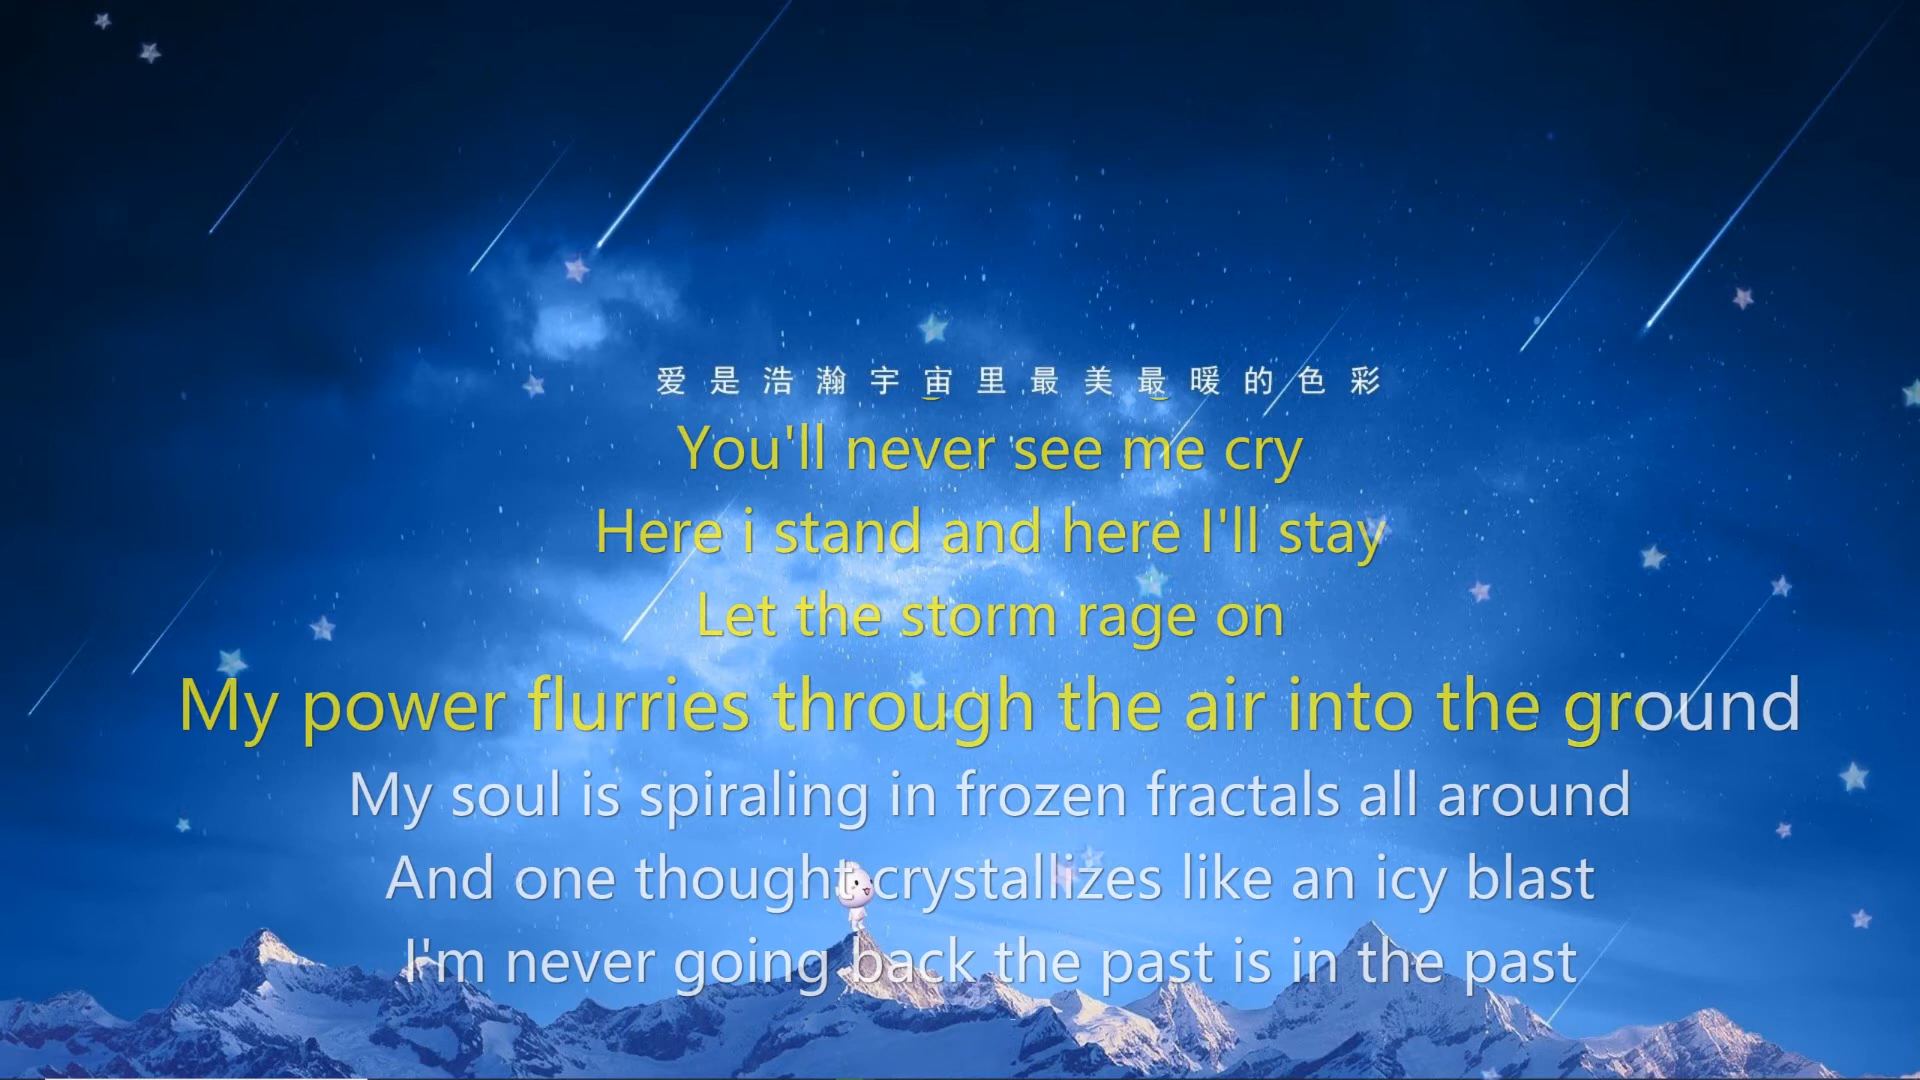 爱是浩瀚宇宙里最美最暖的色彩
You'll never see me cry
Here i stand and here I'll stay
Let the storm rage on
My power flurries through the air into the ground
My soul is spiraling in frozen fractals all around
And one thought crystallizes like an icy blast
I'm never going back the past is in the past